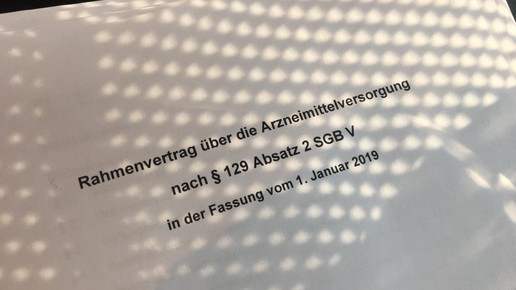 Rahmenvertrag über die Arzneimittelversorgung
nach § 129 Absatz 2 SGB V
in der Fassung vom 1. Januar 2019